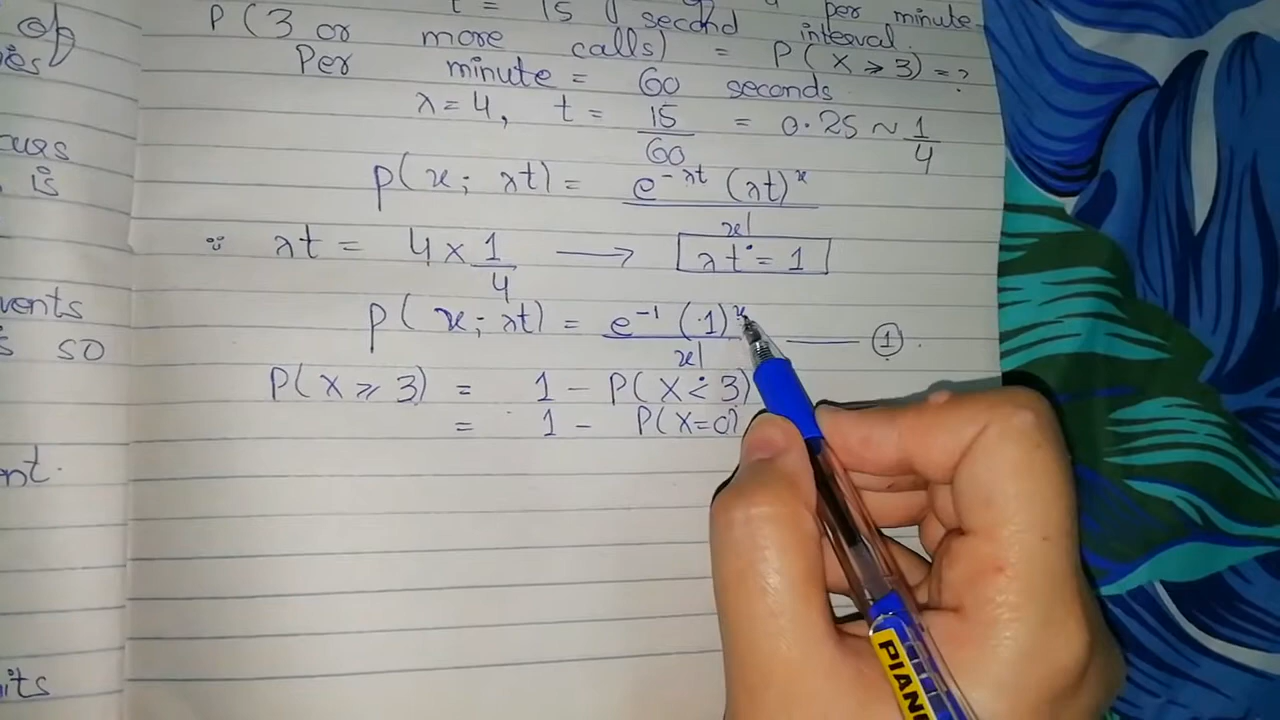 of
ies
curs
is
vents
s so
nt.
its
t = 15 second per minute
P(3 or more calls) interval. = P(X ≥ 3) = ?
Per minute = 60 seconds
λ = 4, t = 15/60 = 0.25 ~ 1/4
P(x; λt) = e^-λt (λt)^x / x!
∵ λt = 4 × 1/4 → λt = 1
P(x; λt) = e^-1 (1)^x / x! —— ①.
P(X ≥ 3) = 1 - P(X < 3)
= 1 - P(X=0)
PIANO